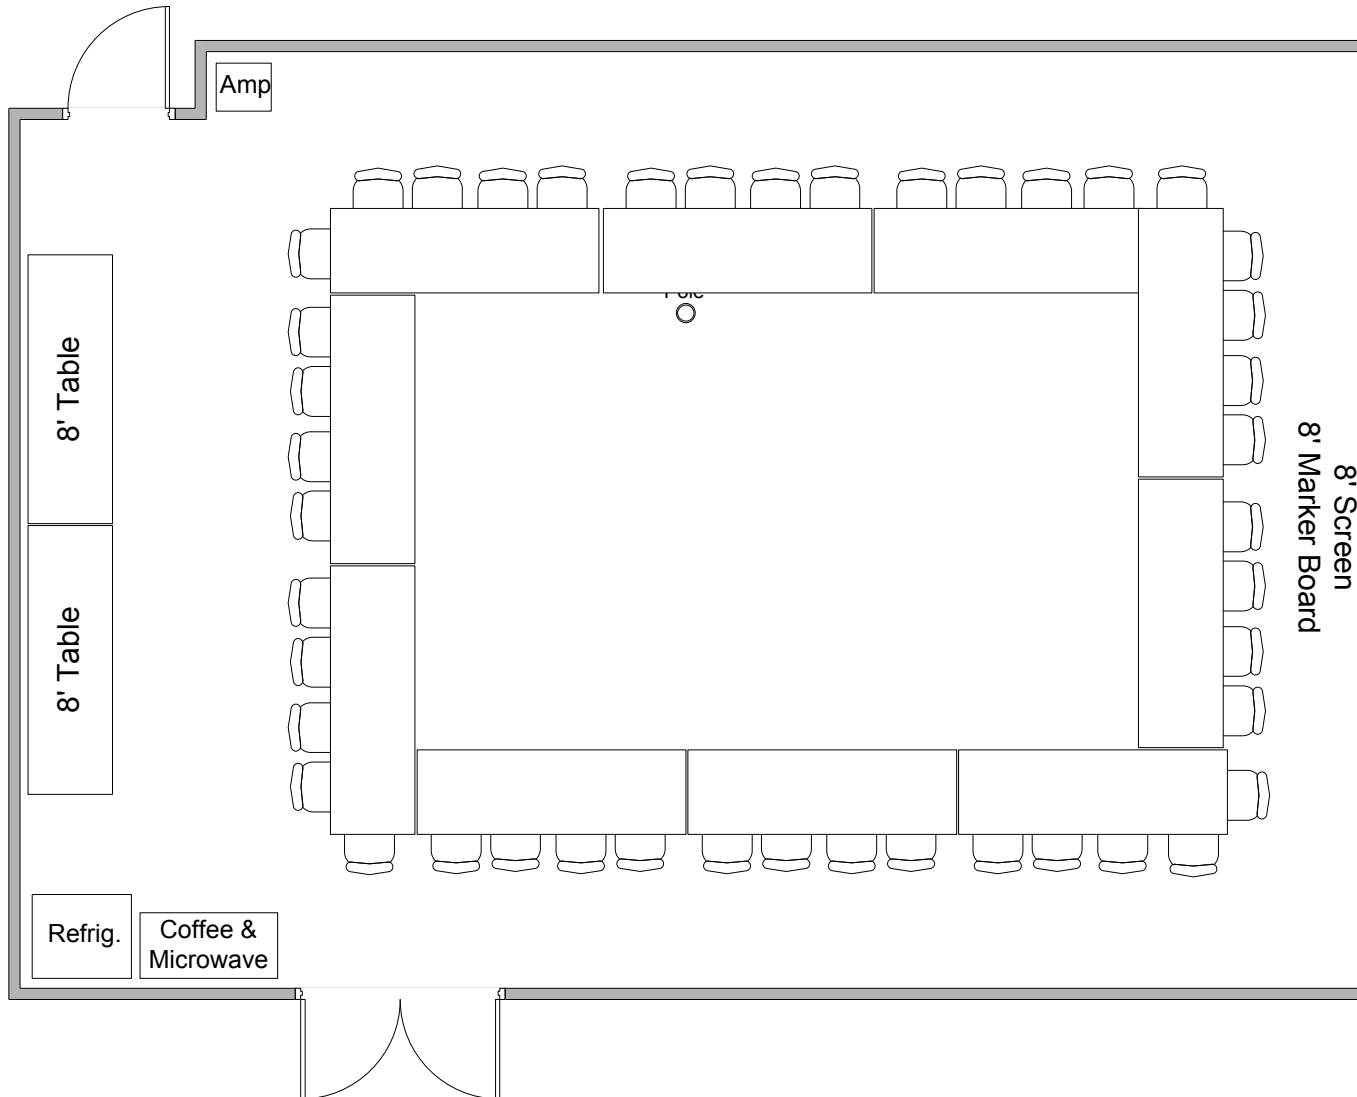 Amp
8' Table
8' Table
8' Screen
8' Marker Board
Refrig.
Coffee &
Microwave